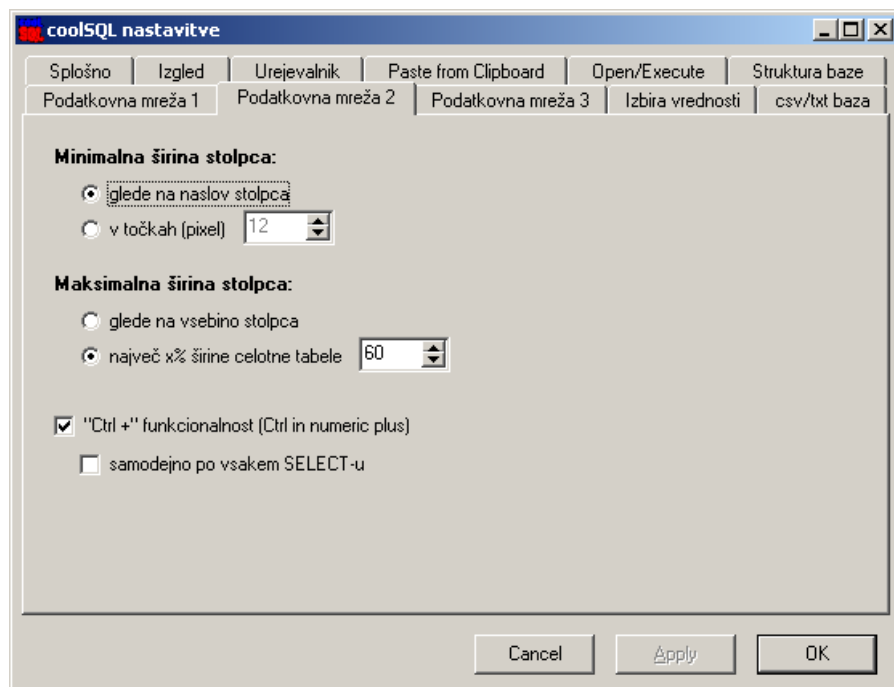 coolSQL nastavitve
Splošno Izgled Urejevalnik Paste from Clipboard Open/Execute Struktura baze
Podatkovna mreža 1 Podatkovna mreža 2 Podatkovna mreža 3 Izbira vrednosti csv/txt baza
Minimalna širina stolpca:
glede na naslov stolpca
v točkah (pixel) 12
Maksimalna širina stolpca:
glede na vsebino stolpca
največ x% širine celotne tabele 60
"Ctrl +" funkcionalnost (Ctrl in numeric plus)
samodejno po vsakem SELECT-u
Cancel Apply OK